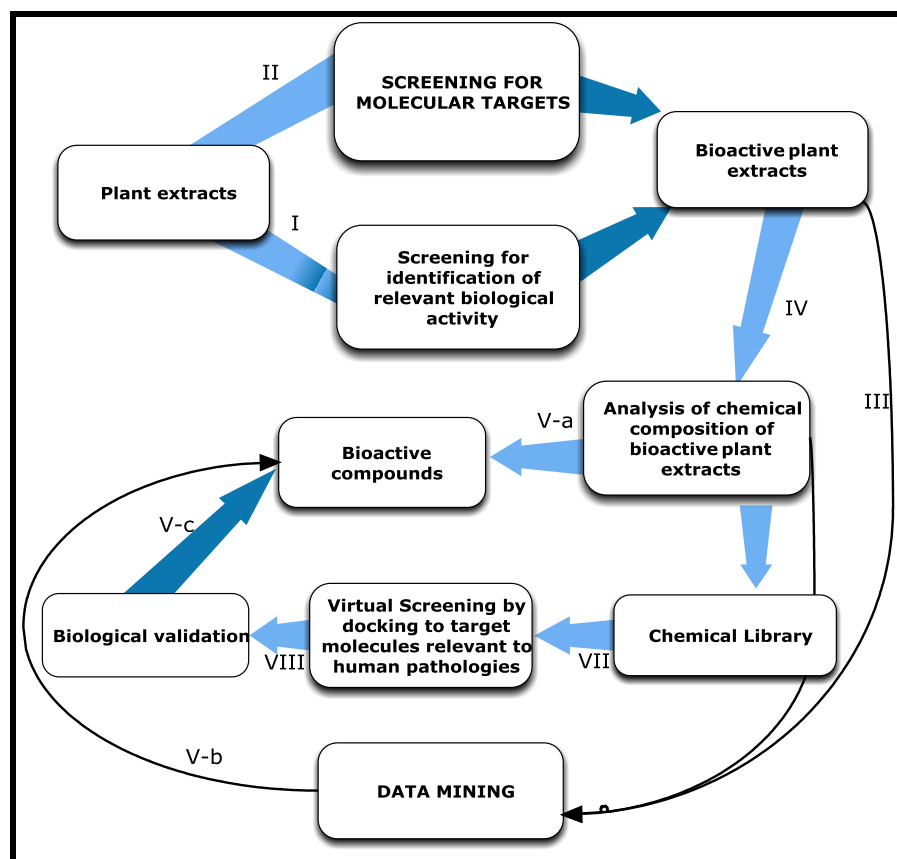 II
SCREENING FOR
MOLECULAR TARGETS
Bioactive plant
extracts
Plant extracts
I
Screening for
identification of
relevant biological
activity
IV
III
Analysis of chemical
composition of
bioactive plant
extracts
V-a
Bioactive
compounds
V-c
Biological validation
VIII
Virtual Screening by
docking to target
molecules relevant to
human pathologies
VII
Chemical Library
V-b
DATA MINING